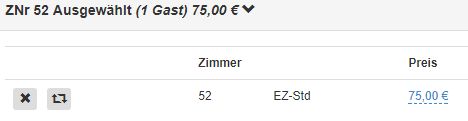 ZNr 52 Ausgewählt (1 Gast) 75,00 €
Zimmer Preis
52 EZ-Std 75,00 €